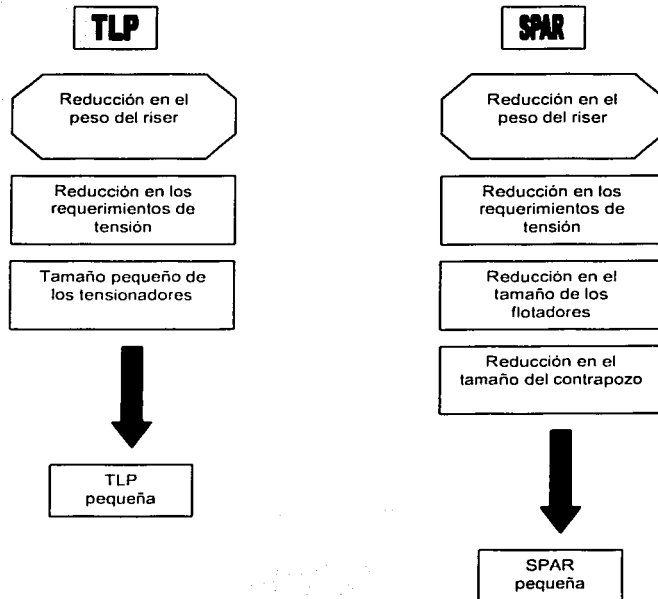 TLP
Reducción en el
peso del riser
Reducción en los
requerimientos de
tensión
Tamaño pequeño de
los tensionadores
TLP
pequeña
SPAR
Reducción en el
peso del riser
Reducción en los
requerimientos de
tensión
Reducción en el
tamaño de los
flotadores
Reducción en el
tamaño del contrapozo
SPAR
pequeña